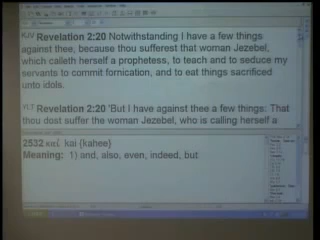 KJV Revelation 2:20 Notwithstanding I have a few things
against thee, because thou sufferest that woman Jezebel,
which calleth herself a prophetess, to teach and to seduce my
servants to commit fornication, and to eat things sacrificed
unto idols.
YLT Revelation 2:20 'But I have against thee a few things: That
thou dost suffer the woman Jezebel, who is calling herself a
2532 καί kai {kahee}
Meaning: 1) and, also, even, indeed, but